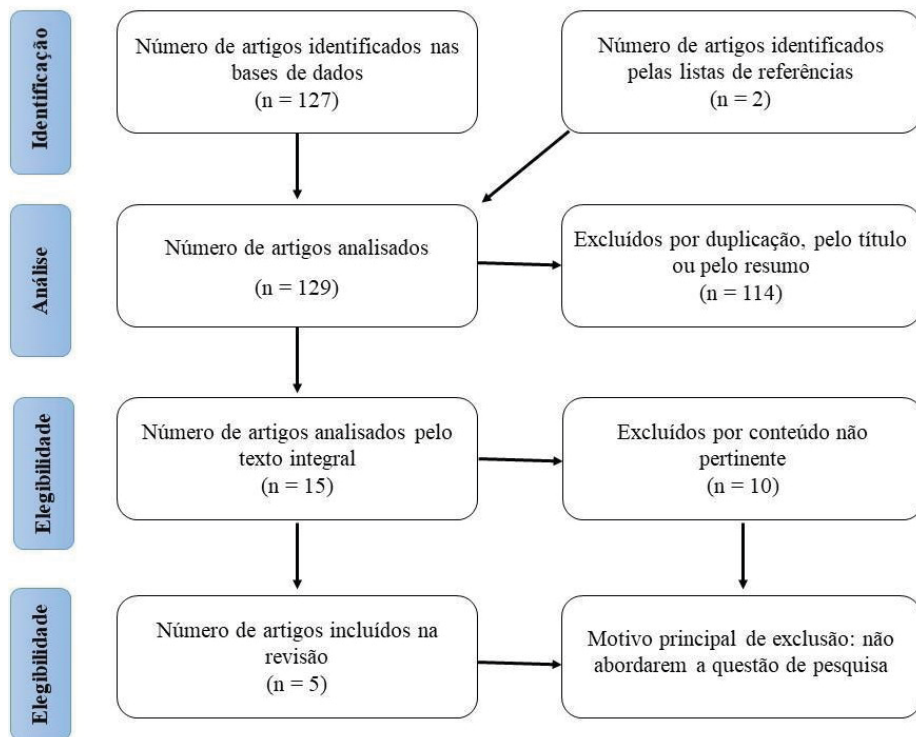 Identificação
Número de artigos identificados nas
bases de dados
(n = 127)
Número de artigos identificados
pelas listas de referências
(n = 2)
Análise
Número de artigos analisados
(n = 129)
Excluídos por duplicação, pelo título
ou pelo resumo
(n = 114)
Elegibilidade
Número de artigos analisados pelo
texto integral
(n = 15)
Excluídos por conteúdo não
pertinente
(n = 10)
Elegibilidade
Número de artigos incluídos na
revisão
(n = 5)
Motivo principal de exclusão: não
abordarem a questão de pesquisa